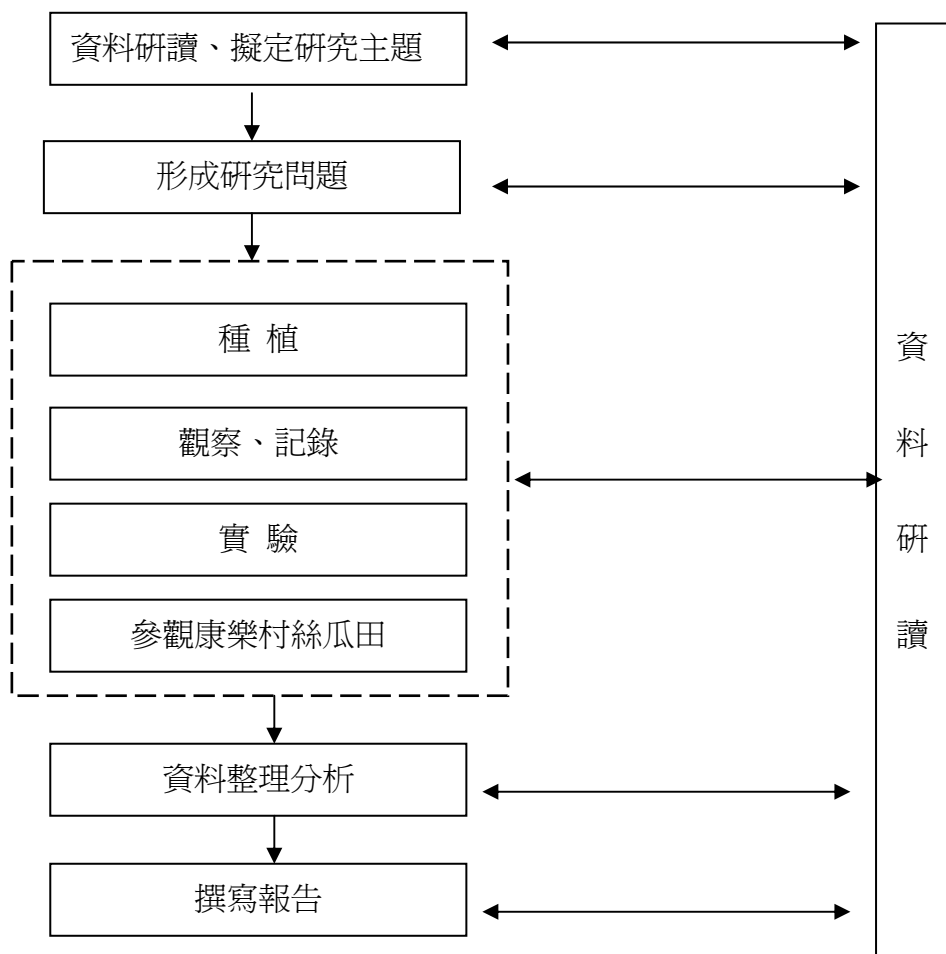 資料研讀、擬定研究主題
形成研究問題
種 植
觀察、記錄
實 驗
參觀康樂村絲瓜田
資料整理分析
撰寫報告
資
料
研
讀